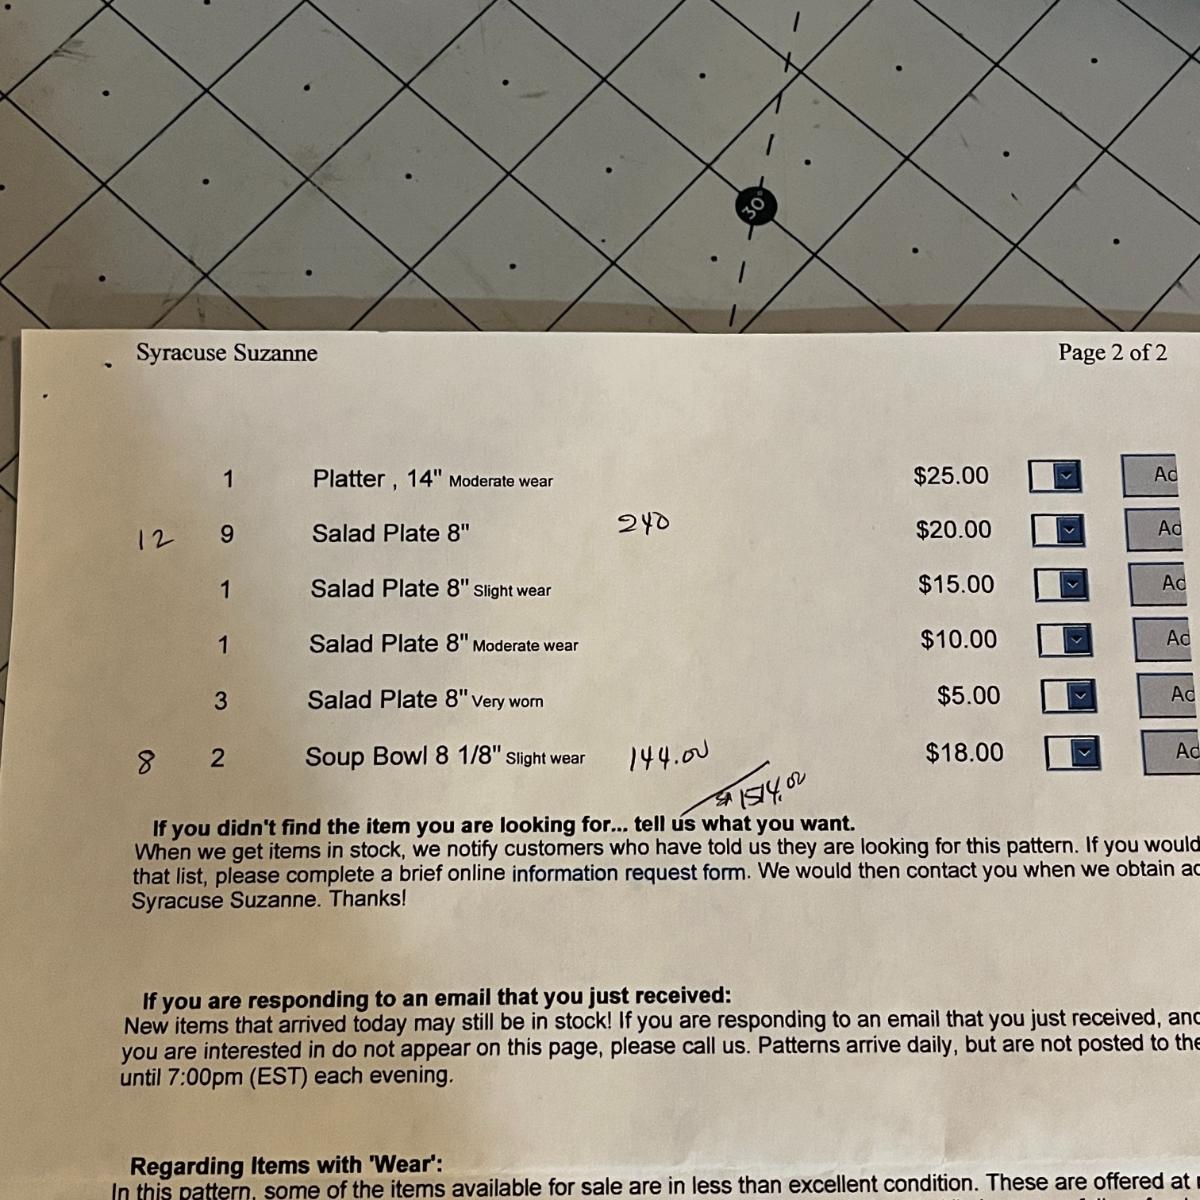 30°
Syracuse Suzanne Page 2 of 2
1 Platter , 14" Moderate wear $25.00 Ad
12 9 Salad Plate 8" 240 $20.00 Ad
1 Salad Plate 8" Slight wear $15.00 Ad
1 Salad Plate 8" Moderate wear $10.00 Ad
3 Salad Plate 8" Very worn $5.00 Ad
8 2 Soup Bowl 8 1/8" Slight wear 144.00 $18.00 Ad
1514.00
If you didn't find the item you are looking for... tell us what you want.
When we get items in stock, we notify customers who have told us they are looking for this pattern. If you would
that list, please complete a brief online information request form. We would then contact you when we obtain ad
Syracuse Suzanne. Thanks!
If you are responding to an email that you just received:
New items that arrived today may still be in stock! If you are responding to an email that you just received, and
you are interested in do not appear on this page, please call us. Patterns arrive daily, but are not posted to the
until 7:00pm (EST) each evening.
Regarding Items with 'Wear':
In this pattern, some of the items available for sale are in less than excellent condition. These are offered at